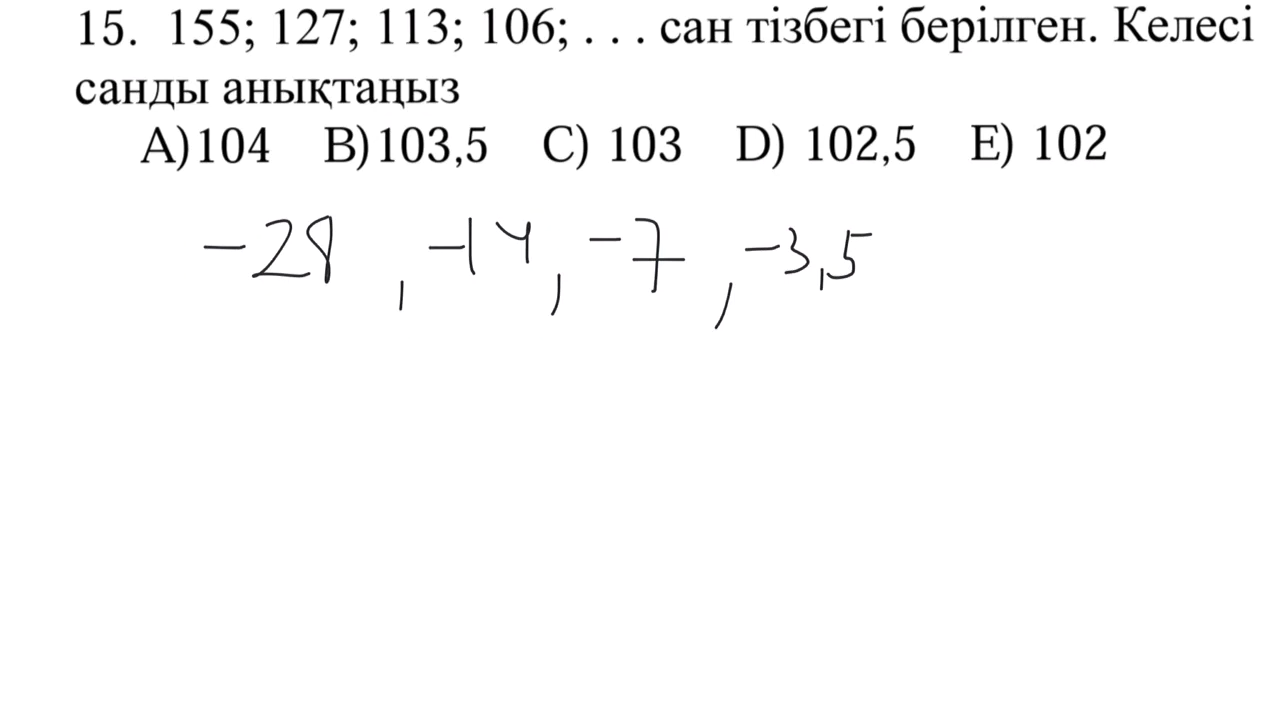 15. 155; 127; 113; 106; . . . сан тізбегі берілген. Келесі
санды анықтаңыз
A)104 B)103,5 C) 103 D) 102,5 E) 102
-28 , -14, -7 , -3,5